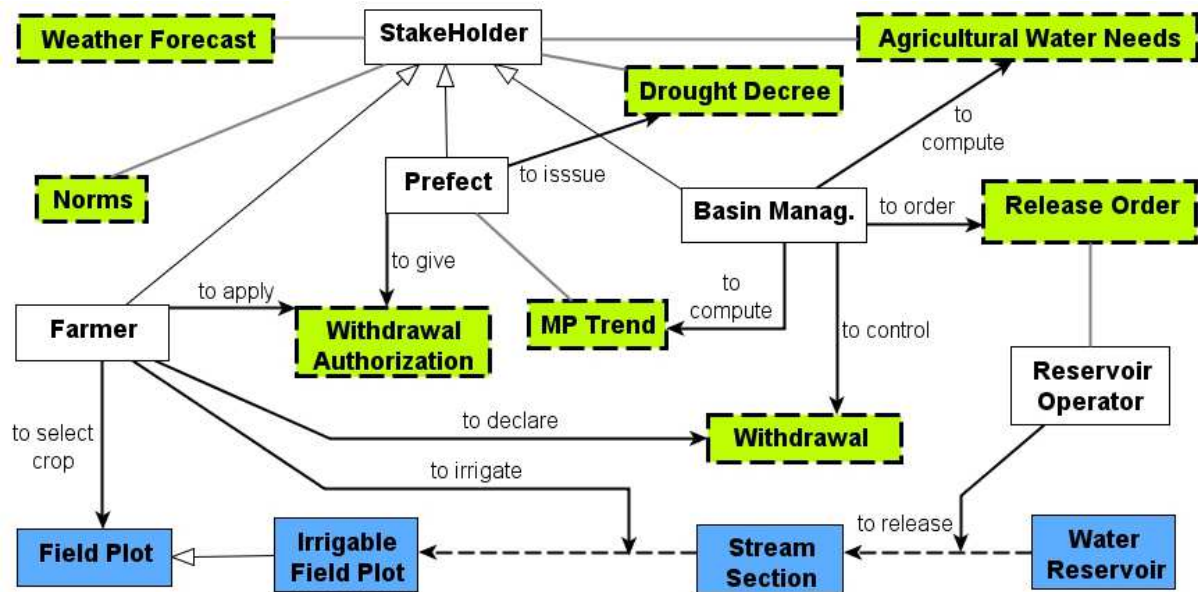 Weather Forecast
StakeHolder
Agricultural Water Needs
Drought Decree
to
compute
Norms
Prefect
to isssue
Basin Manag.
to order
Release Order
to give
to apply
to
compute
to control
Farmer
Withdrawal
Authorization
MP Trend
Reservoir
Operator
to select
crop
to declare
Withdrawal
to irrigate
to release
Field Plot
Irrigable
Field Plot
Stream
Section
Water
Reservoir